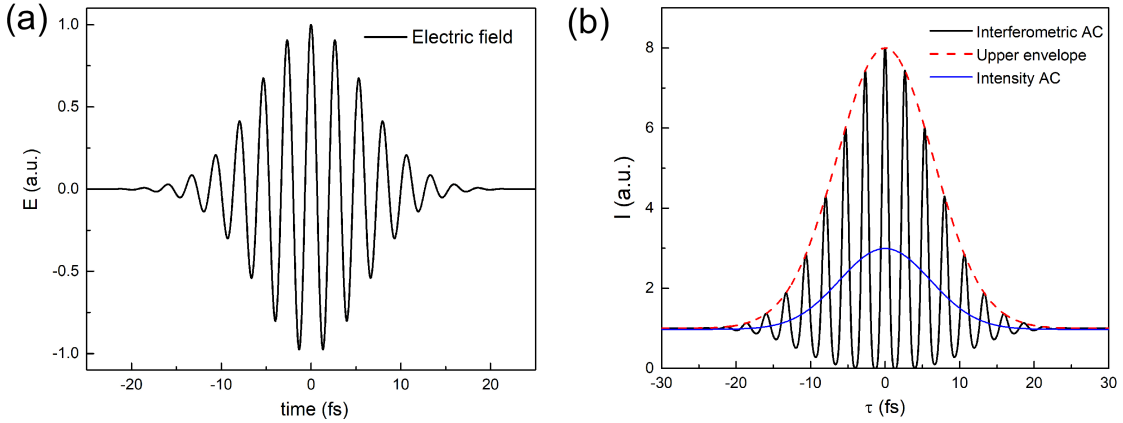 (a)
Electric field
1.0
0.5
0.0
-0.5
-1.0
E (a.u.)
-20
-10
0
10
20
time (fs)
(b)
Interferometric AC
Upper envelope
Intensity AC
8
6
4
2
0
I (a.u.)
-30
-20
-10
0
10
20
30
τ (fs)